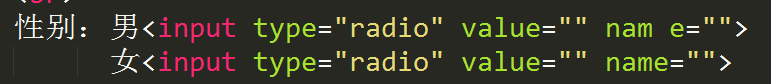 性别：男<input type="radio" value="" nam e="">
女<input type="radio" value="" name="">